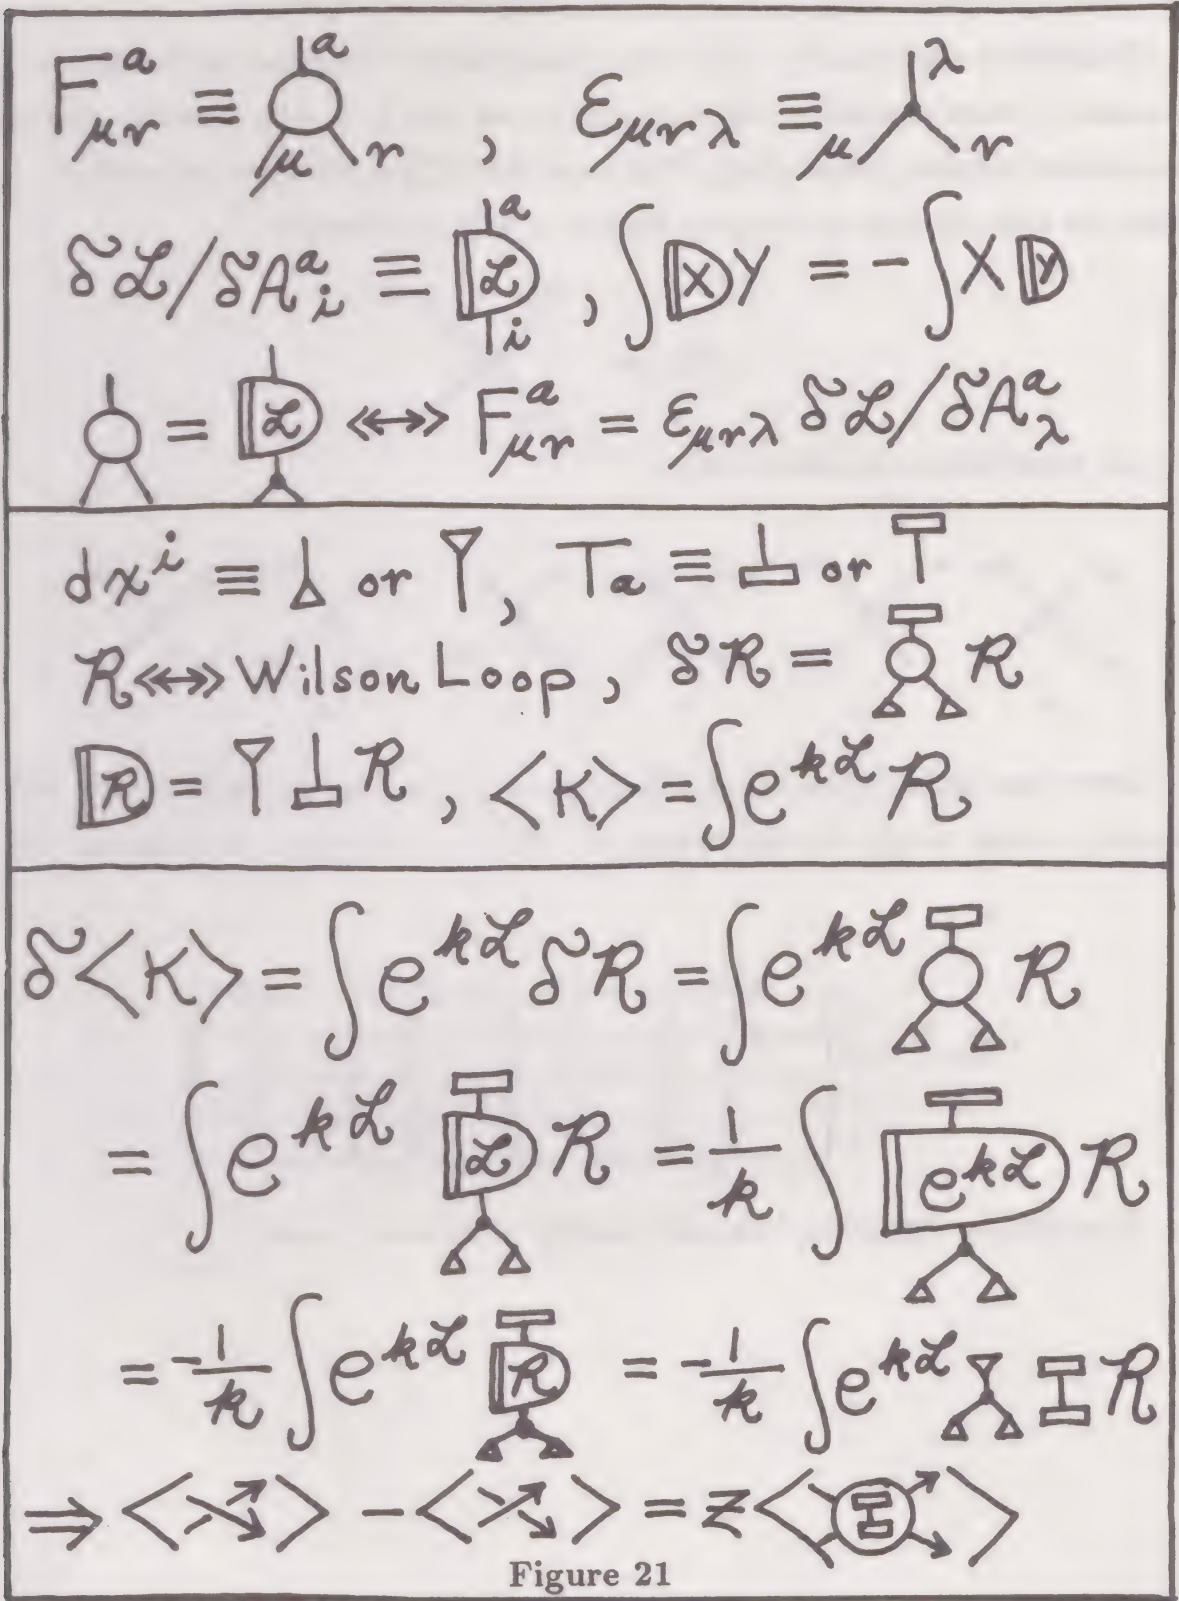 F^a_{μν} ≡ a μ ν , ε_{μνλ} ≡ μ λ ν
δℒ/δA^a_i ≡ a ℒ i , ∫ X Y = - ∫ X Y
= ℒ ⟷ F^a_{μν} = ε_{μνλ} δℒ/δA^a_λ
dx^i ≡ or , T_a ≡ or
ℛ ⟷ Wilson Loop, δℛ = ℛ
ℛ = ℛ , <K> = ∫ e^{kℒ} ℛ
δ<K> = ∫ e^{kℒ} δℛ = ∫ e^{kℒ} ℛ
= ∫ e^{kℒ} ℒ ℛ = 1/k ∫ e^{kℒ} ℛ
= -1/k ∫ e^{kℒ} ℛ = -1/k ∫ e^{kℒ} ℛ
⇒ < > - < > = z < >
Figure 21